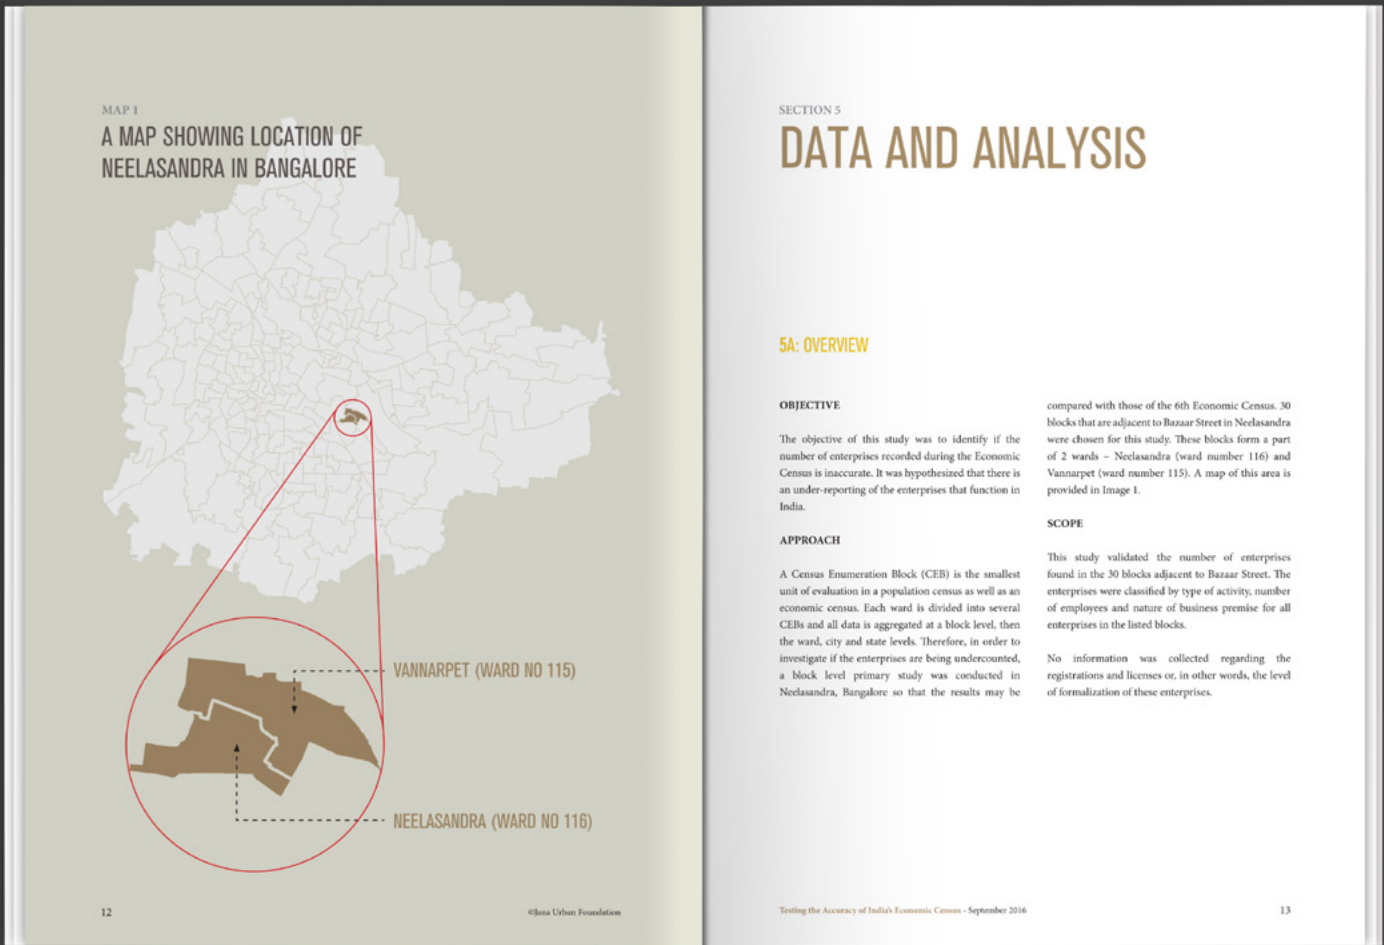 MAP 1
A MAP SHOWING LOCATION OF
NEELASANDRA IN BANGALORE
VANNARPET (WARD NO 115)
NEELASANDRA (WARD NO 116)
12
©Jana Urban Foundation
SECTION 5
DATA AND ANALYSIS
5A: OVERVIEW
OBJECTIVE
The objective of this study was to identify if the
number of enterprises recorded during the Economic
Census is inaccurate. It was hypothesized that there is
an under-reporting of the enterprises that function in
India.
APPROACH
A Census Enumeration Block (CEB) is the smallest
unit of evaluation in a population census as well as an
economic census. Each ward is divided into several
CEBs and all data is aggregated at a block level, then
the ward, city and state levels. Therefore, in order to
investigate if the enterprises are being undercounted,
a block level primary study was conducted in
Neelasandra, Bangalore so that the results may be
compared with those of the 6th Economic Census. 30
blocks that are adjacent to Bazaar Street in Neelasandra
were chosen for this study. These blocks form a part
of 2 wards – Neelasandra (ward number 116) and
Vannarpet (ward number 115). A map of this area is
provided in Image 1.
SCOPE
This study validated the number of enterprises
found in the 30 blocks adjacent to Bazaar Street. The
enterprises were classified by type of activity, number
of employees and nature of business premise for all
enterprises in the listed blocks.
No information was collected regarding the
registrations and licenses or, in other words, the level
of formalization of these enterprises.
Testing the Accuracy of India's Economic Census - September 2016
13